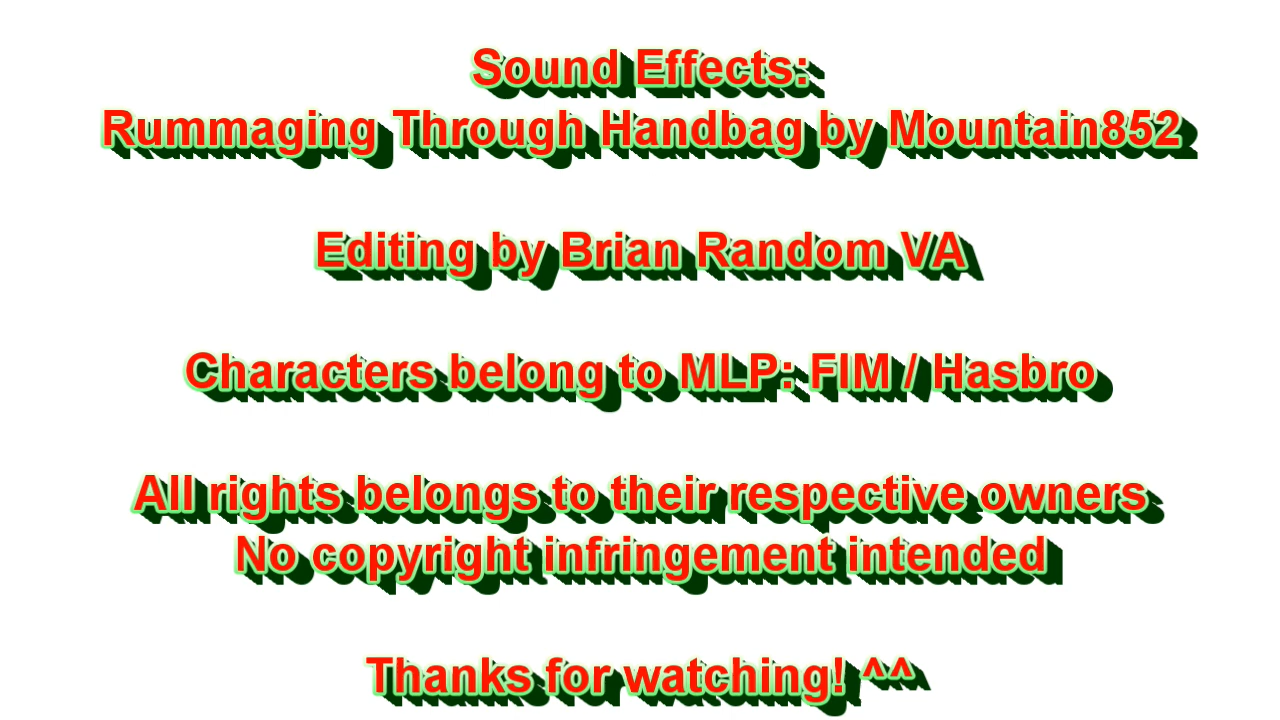 Sound Effects:
Rummaging Through Handbag by Mountain852
Editing by Brian Random VA
Characters belong to MLP: FIM / Hasbro
All rights belongs to their respective owners
No copyright infringement intended
Thanks for watching! ^^